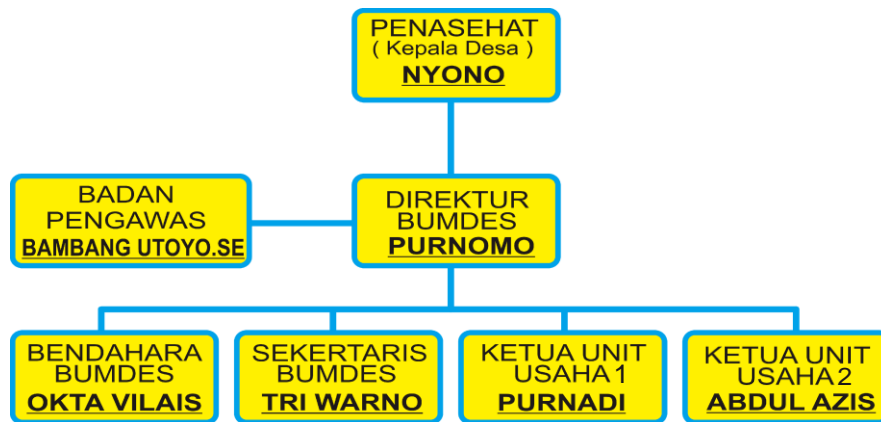 PENASEHAT
( Kepala Desa )
NYONO
BADAN
PENGAWAS
BAMBANG UTOYO.SE
DIREKTUR
BUMDES
PURNOMO
BENDAHARA
BUMDES
OKTA VILAIS
SEKERTARIS
BUMDES
TRI WARNO
KETUA UNIT
USAHA 1
PURNADI
KETUA UNIT
USAHA 2
ABDUL AZIS